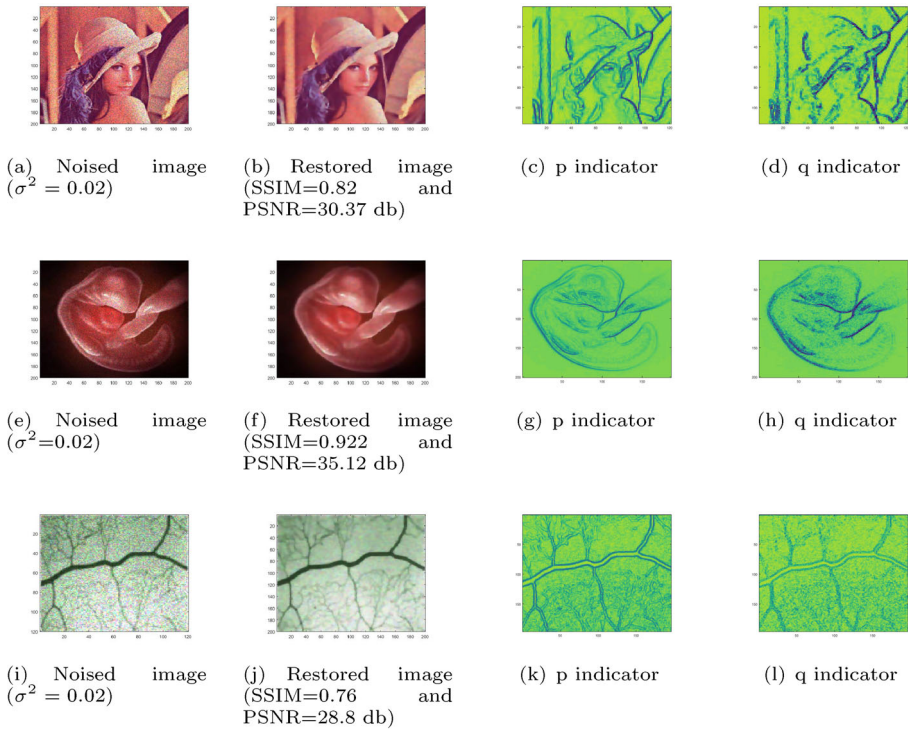 (a) Noised image
(σ² = 0.02)
(b) Restored image
(SSIM=0.82 and
PSNR=30.37 db)
(c) p indicator
(d) q indicator
(e) Noised image
(σ²=0.02)
(f) Restored image
(SSIM=0.922 and
PSNR=35.12 db)
(g) p indicator
(h) q indicator
(i) Noised image
(σ² = 0.02)
(j) Restored image
(SSIM=0.76 and
PSNR=28.8 db)
(k) p indicator
(l) q indicator